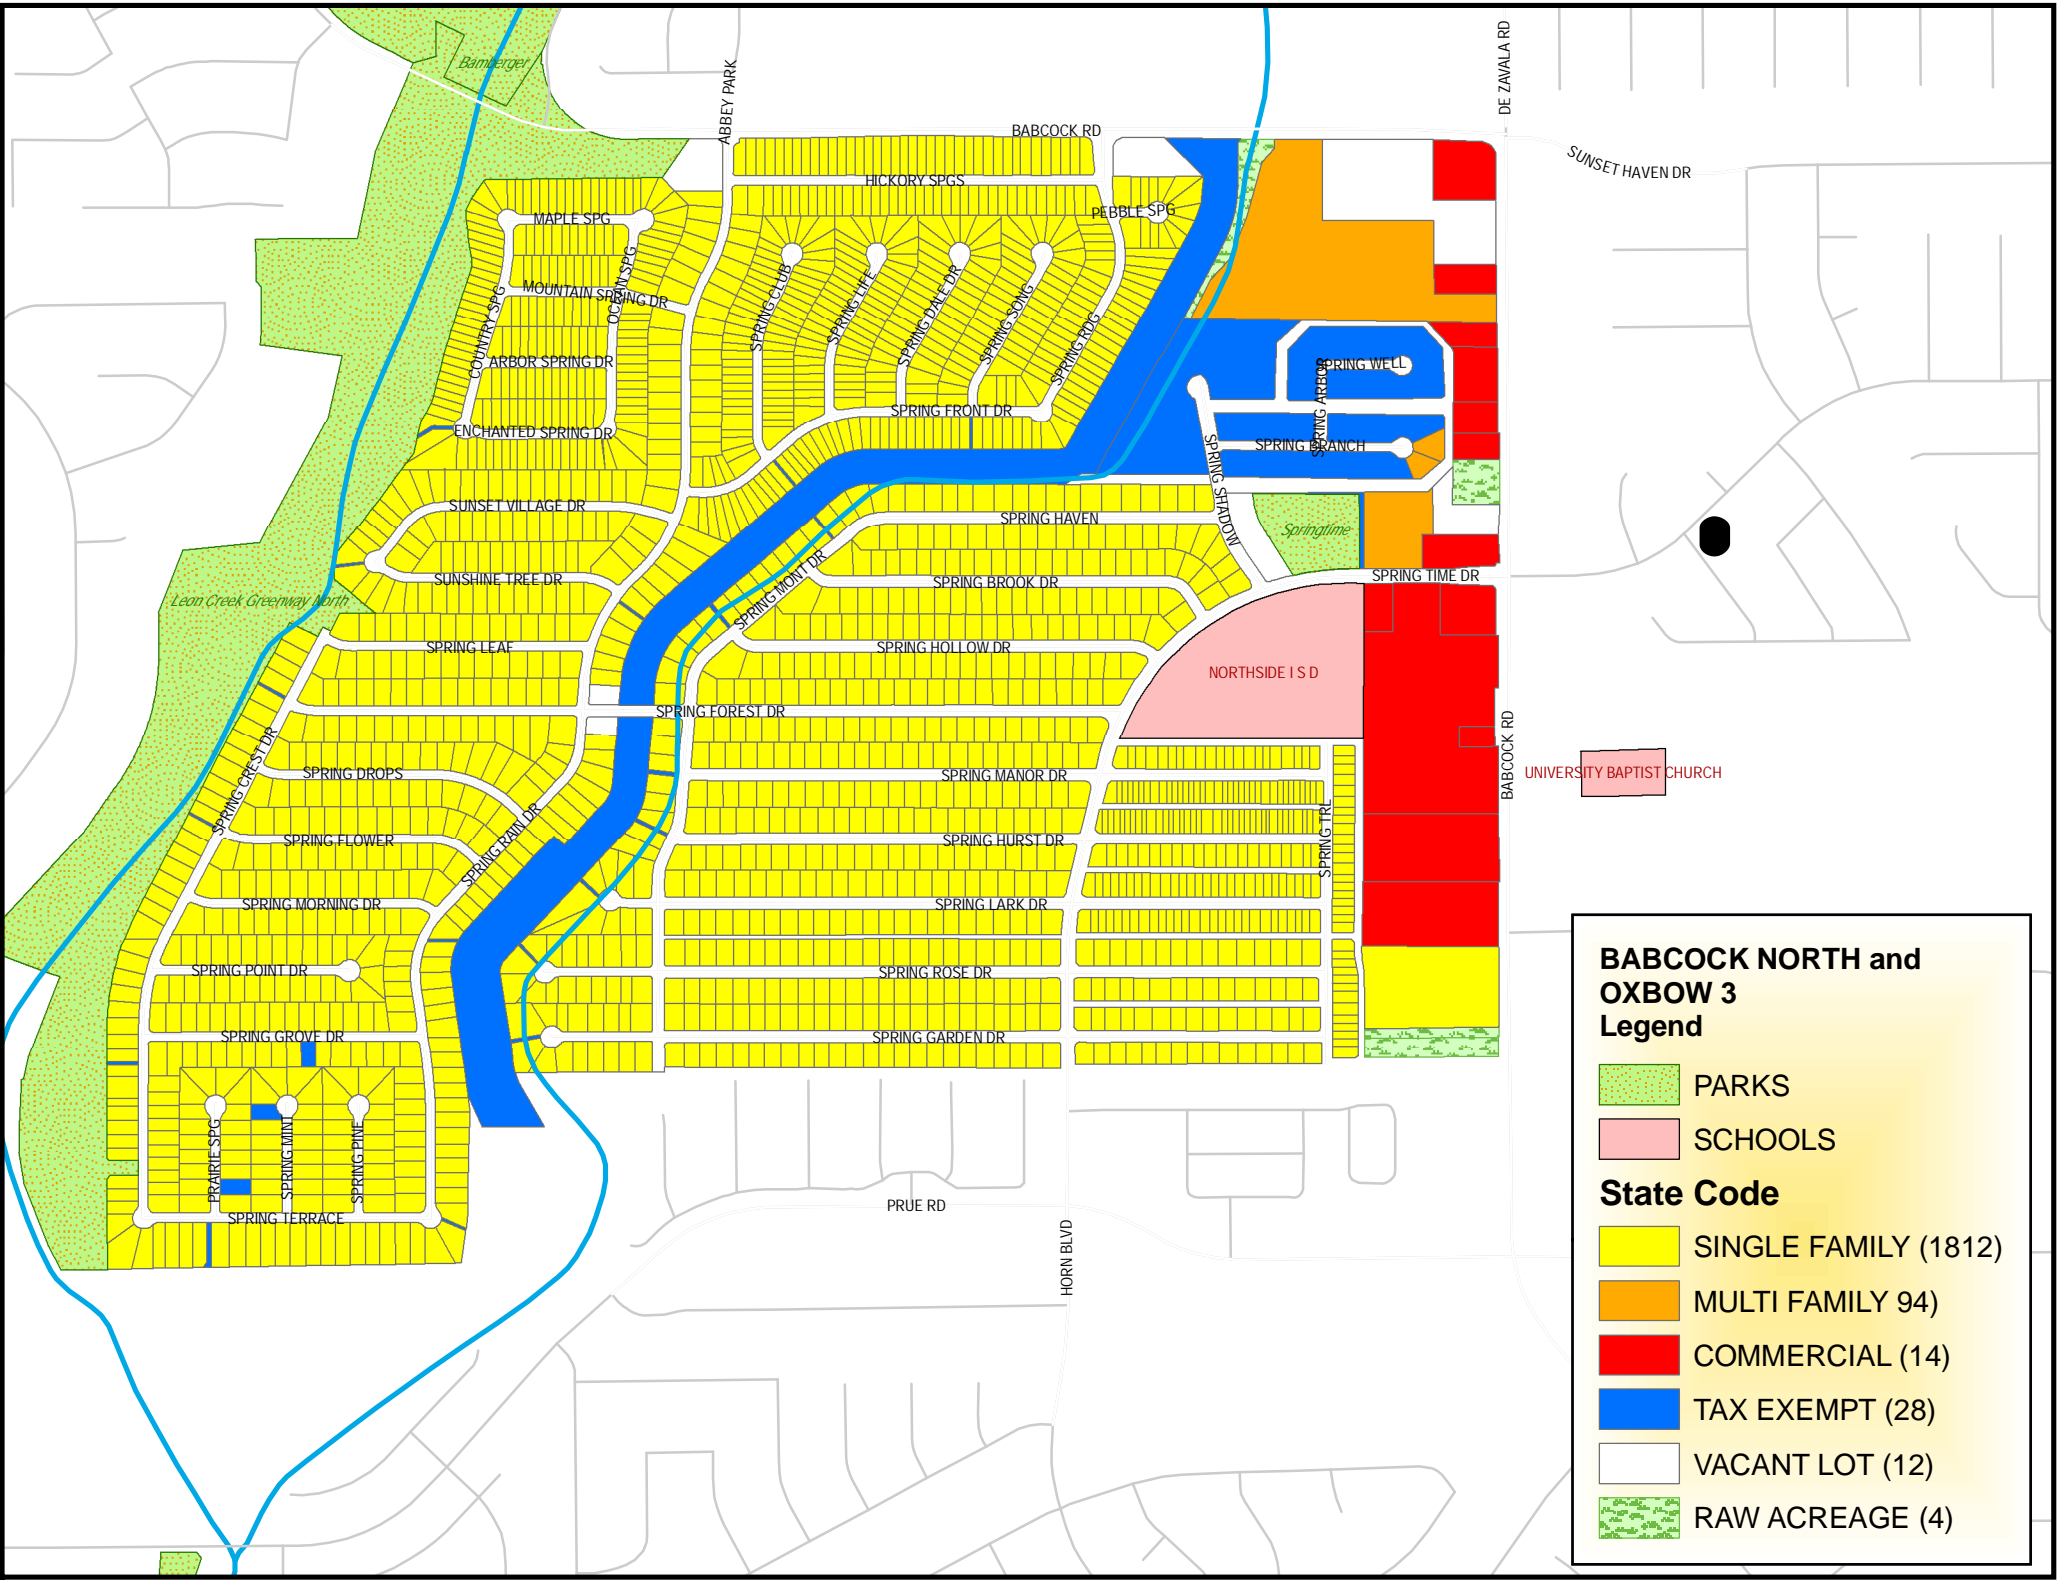 Bamberger
ABBEY PARK
DE ZAVALA RD
BABCOCK RD
SUNSET HAVEN DR
HICKORY SPGS
MAPLE SPG
PEBBLE SPG
OCEAN SPG
MOUNTAIN SPRING DR
COUNTRY SPG
SPRING CLUB
SPRING LIFE
SPRING DALE DR
SPRING SONG
SPRING RDG
ARBOR SPRING DR
SPRING WELL
SPRING ARBOR
SPRING FRONT DR
ENCHANTED SPRING DR
SPRING BRANCH
SPRING SHADOW
SUNSET VILLAGE DR
SPRING HAVEN
Springtime
SUNSHINE TREE DR
SPRING MONT DR
SPRING BROOK DR
SPRING TIME DR
Leon Creek Greenway North
SPRING LEAF
SPRING HOLLOW DR
NORTHSIDE I S D
SPRING FOREST DR
BABCOCK RD
SPRING CREST DR
SPRING DROPS
SPRING MANOR DR
UNIVERSITY BAPTIST CHURCH
SPRING RAIN DR
SPRING TRL
SPRING FLOWER
SPRING HURST DR
SPRING MORNING DR
SPRING LARK DR
SPRING POINT DR
SPRING ROSE DR
SPRING GROVE DR
SPRING GARDEN DR
PRAIRIE SPG
SPRING MINT
SPRING PINE
SPRING TERRACE
PRUE RD
HORN BLVD
BABCOCK NORTH and
OXBOW 3
Legend
PARKS
SCHOOLS
State Code
SINGLE FAMILY (1812)
MULTI FAMILY 94)
COMMERCIAL (14)
TAX EXEMPT (28)
VACANT LOT (12)
RAW ACREAGE (4)